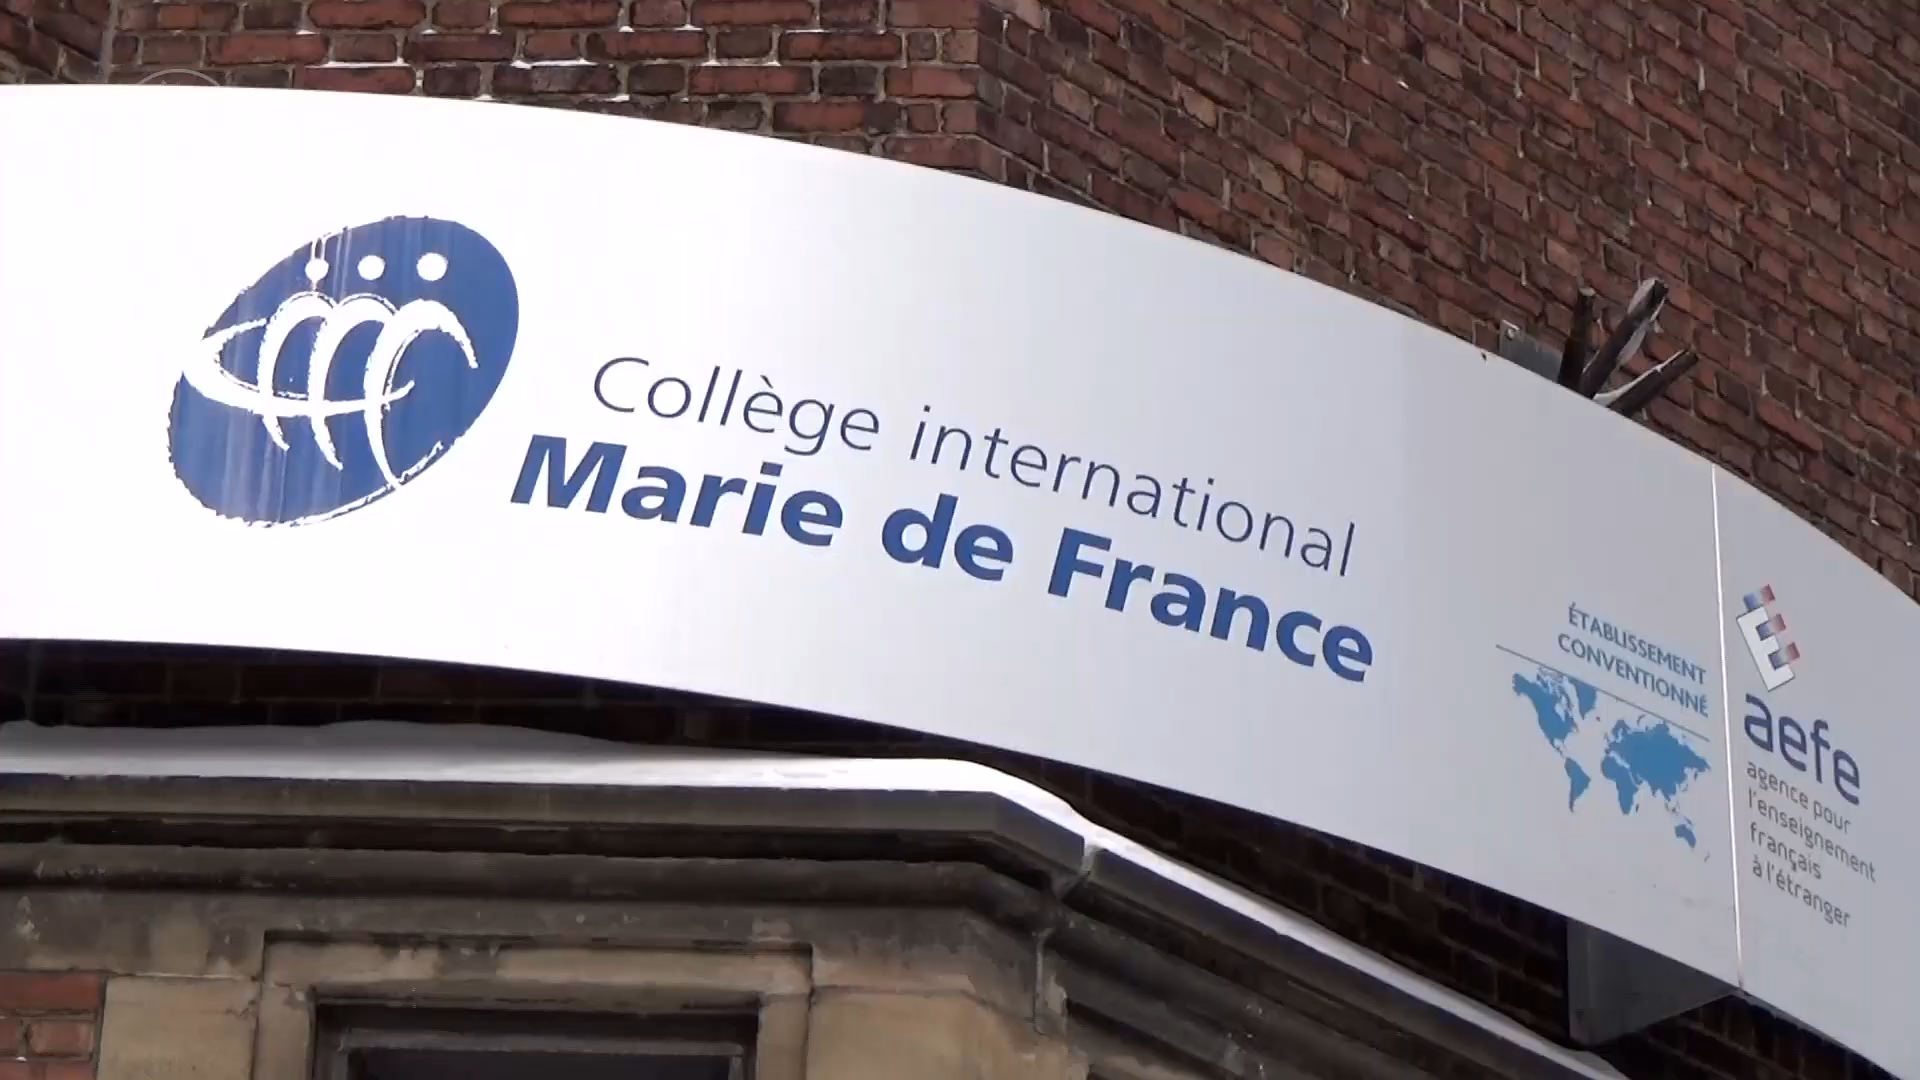 Collège international
Marie de France
ÉTABLISSEMENT
CONVENTIONNÉ
aefe
agence pour
l'enseignement
français
à l'étranger